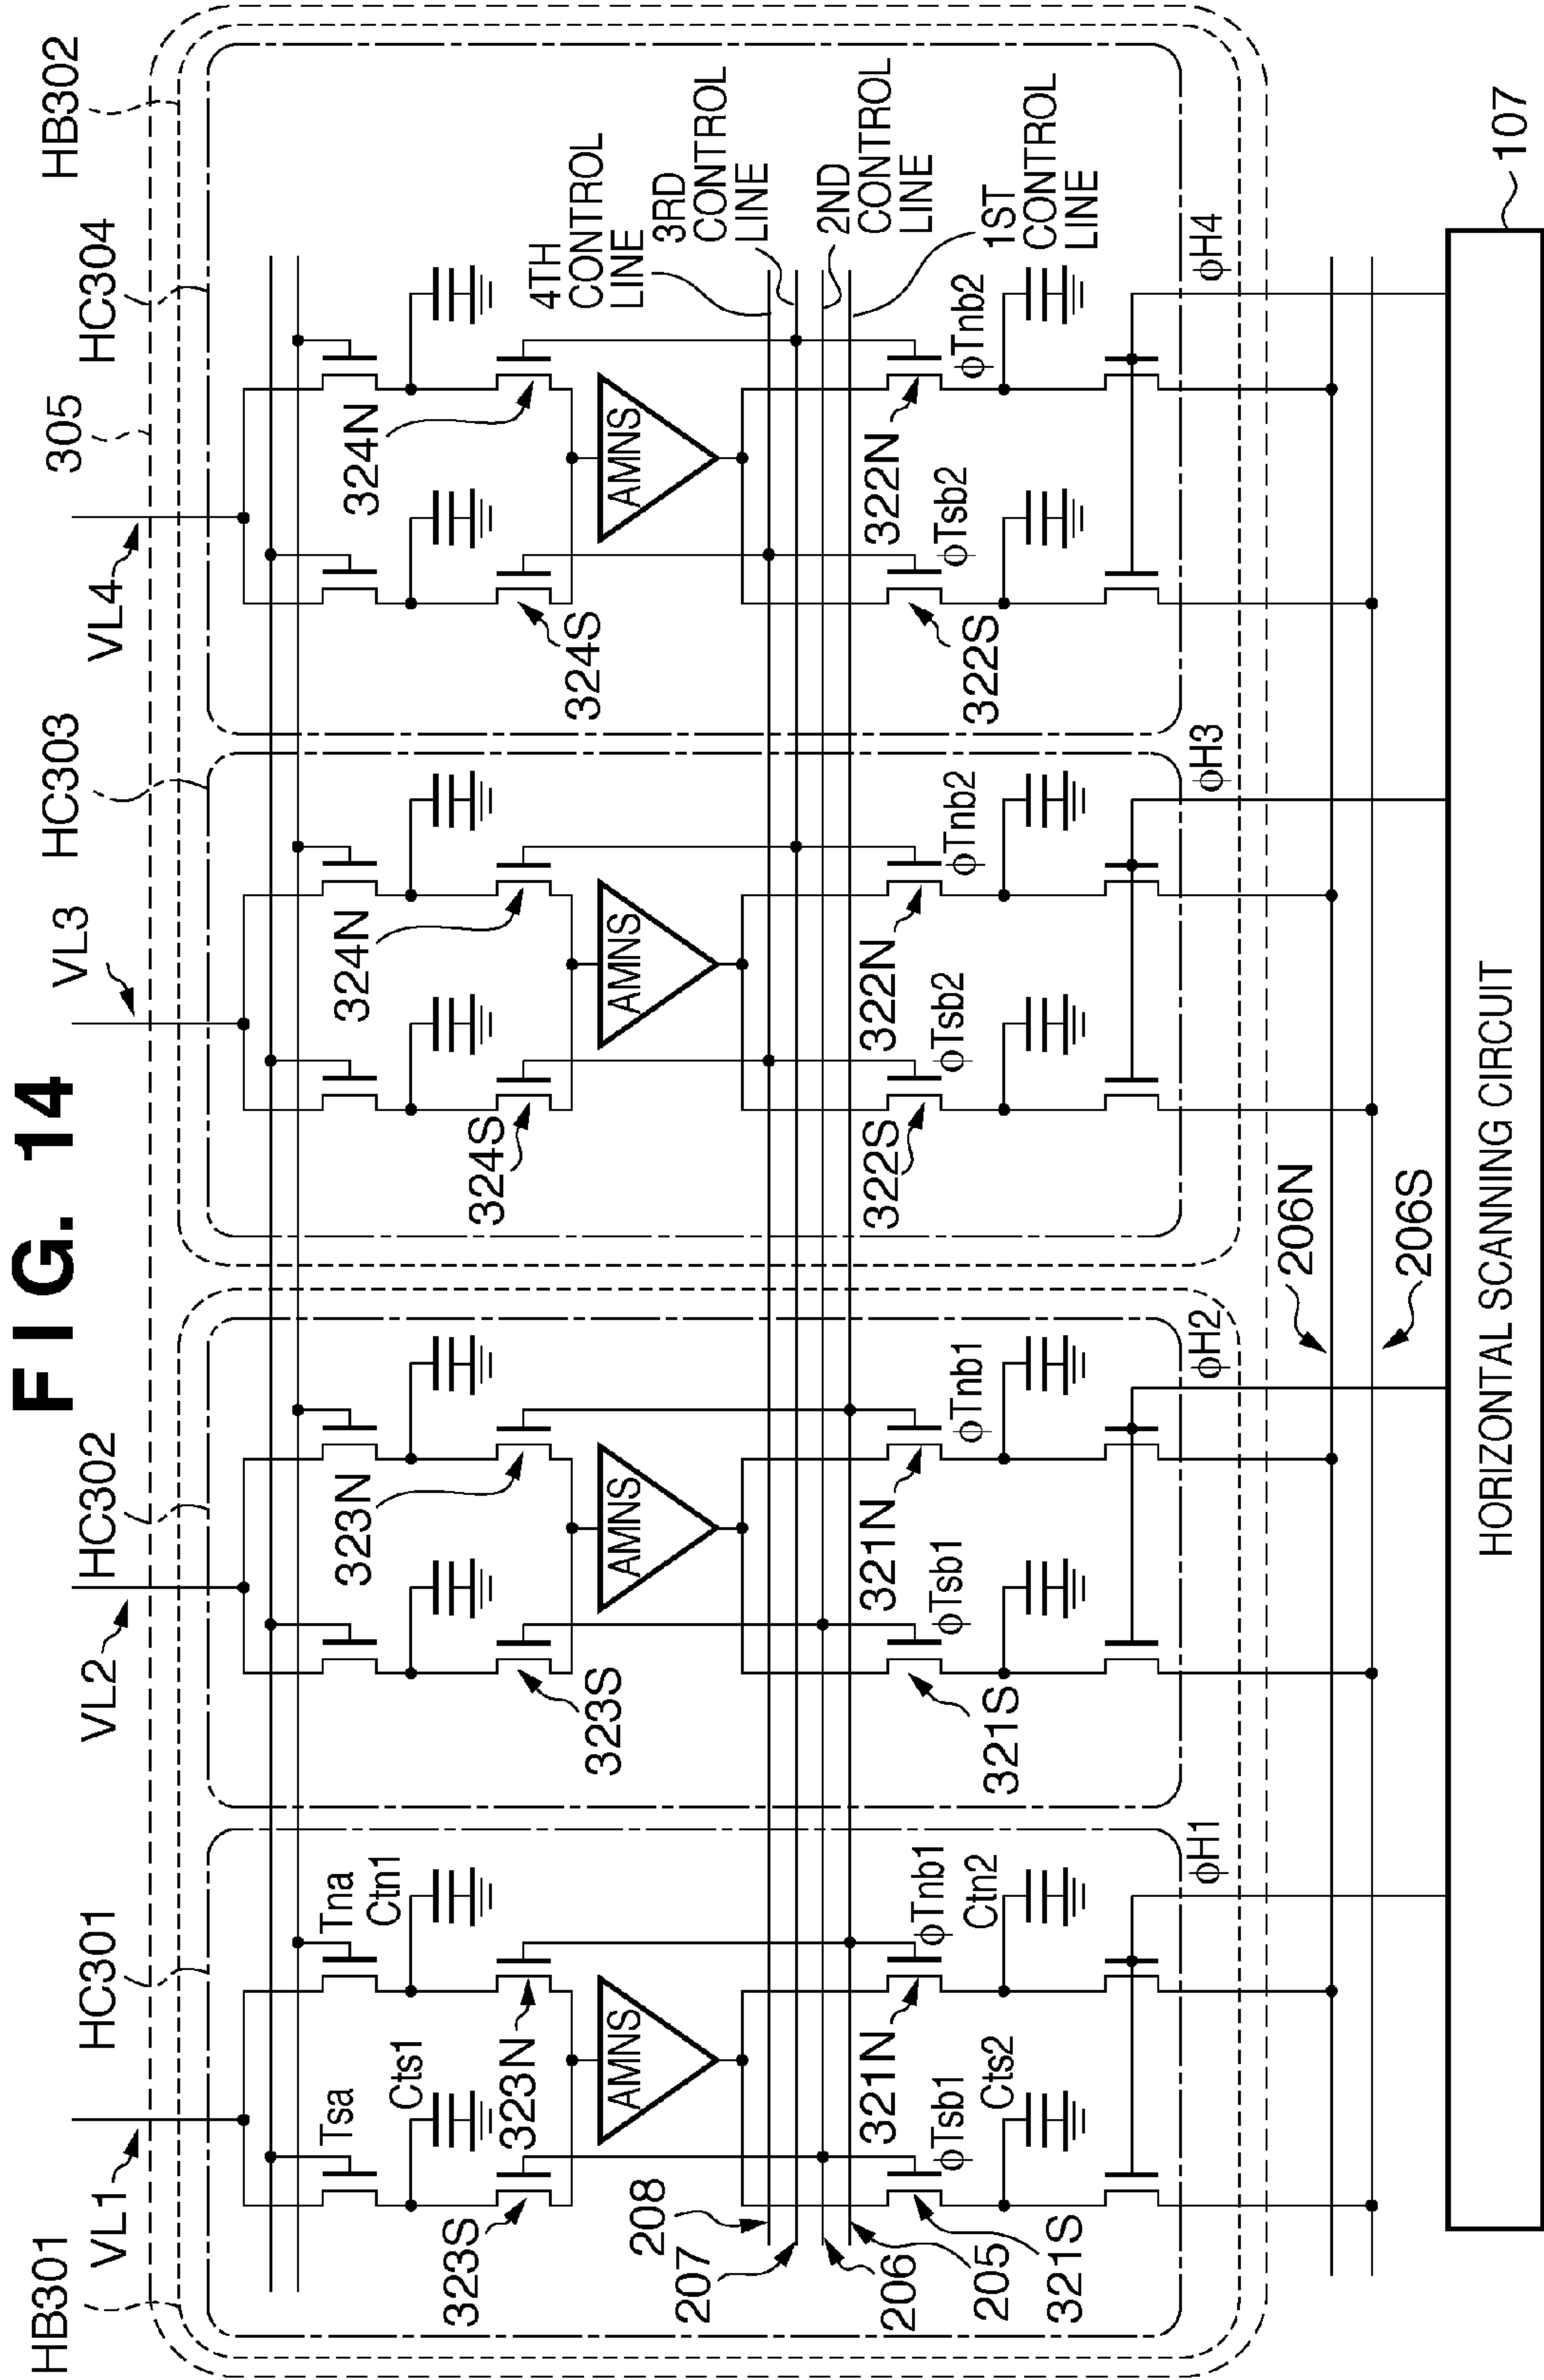 FIG. 14
HB301
VL1
HC301
VL2
HC302
VL3
HC303
VL4
305
HC304
HB302
Tsa
Tna
Cts1
Ctn1
323S
323N
323S
323N
324S
324N
324S
324N
AMNS
AMNS
AMNS
AMNS
208
207
206
205
4TH
CONTROL
LINE
3RD
CONTROL
LINE
2ND
CONTROL
LINE
1ST
CONTROL
LINE
321S
321N
ϕTsb1
ϕTnb1
Cts2
Ctn2
321S
321N
ϕTsb1
ϕTnb1
322S
322N
ϕTsb2
ϕTnb2
322S
322N
ϕTsb2
ϕTnb2
ϕH1
ϕH2
ϕH3
ϕH4
206N
206S
HORIZONTAL SCANNING CIRCUIT
107